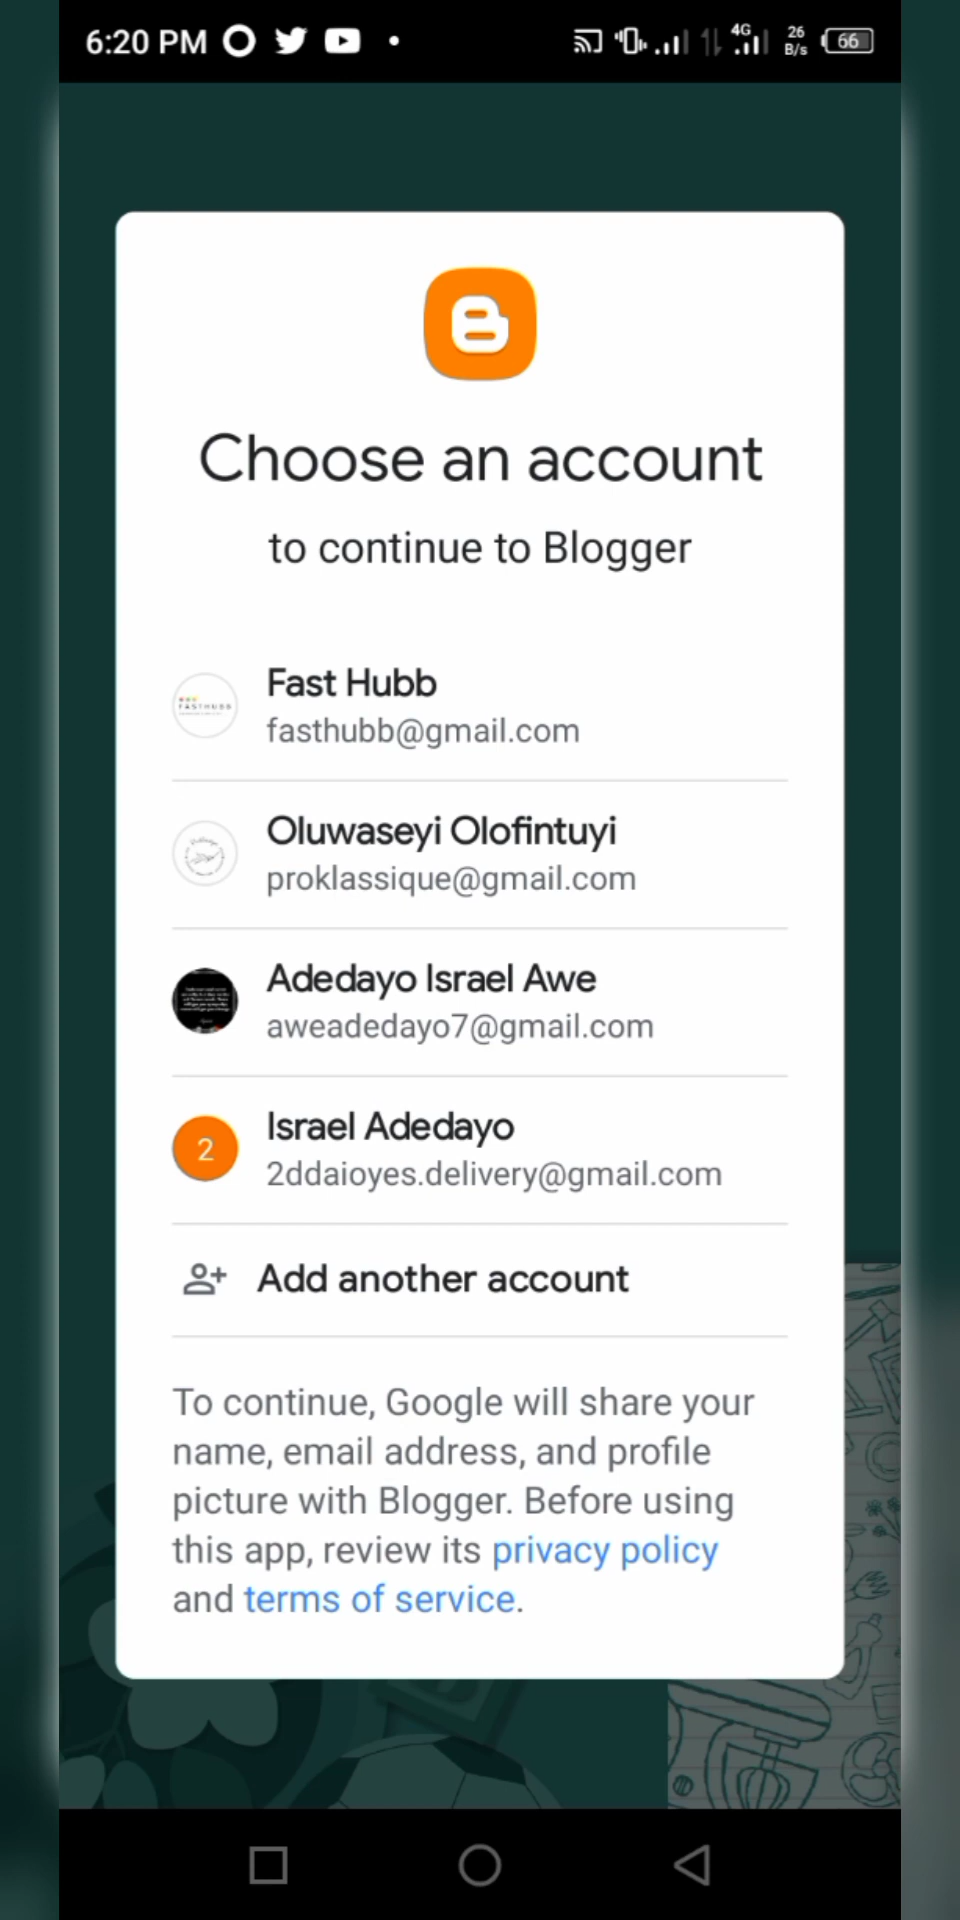 6:20 PM
4G
26
B/s
66
Choose an account
to continue to Blogger
FASTHUBB
Fast Hubb
fasthubb@gmail.com
Oluwaseyi Olofintuyi
proklassique@gmail.com
Adedayo Israel Awe
aweadedayo7@gmail.com
2
Israel Adedayo
2ddaioyes.delivery@gmail.com
Add another account
To continue, Google will share your
name, email address, and profile
picture with Blogger. Before using
this app, review its privacy policy
and terms of service.